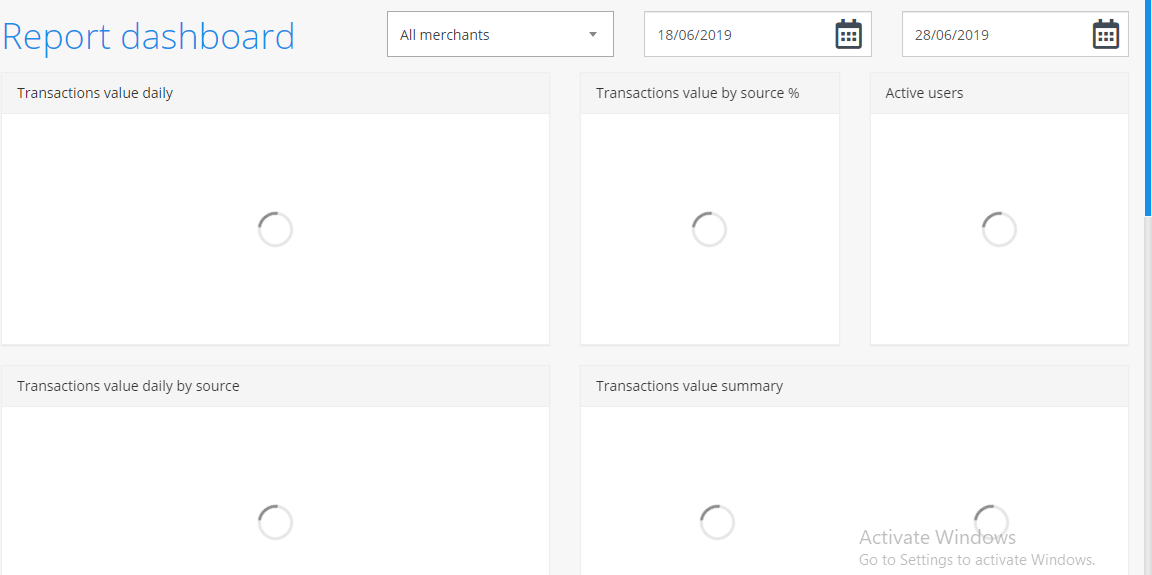 Report dashboard
All merchants
18/06/2019
28/06/2019
Transactions value daily
Transactions value by source %
Active users
Transactions value daily by source
Transactions value summary
Activate Windows
Go to Settings to activate Windows.